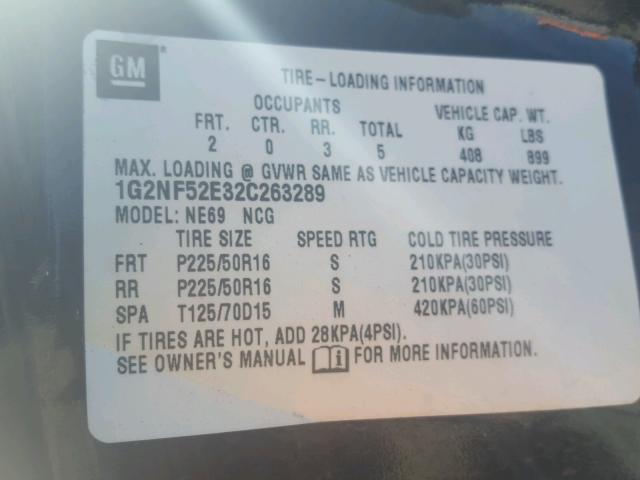 GM
®
TIRE-LOADING INFORMATION
OCCUPANTS VEHICLE CAP. WT.
FRT. CTR. RR. TOTAL KG LBS
2 0 3 5 408 899
MAX. LOADING @ GVWR SAME AS VEHICLE CAPACITY WEIGHT.
1G2NF52E32C263289
MODEL: NE69 NCG
TIRE SIZE SPEED RTG COLD TIRE PRESSURE
FRT P225/50R16 S 210KPA(30PSI)
RR P225/50R16 S 210KPA(30PSI)
SPA T125/70D15 M 420KPA(60PSI)
IF TIRES ARE HOT, ADD 28KPA(4PSI).
SEE OWNER'S MANUAL i FOR MORE INFORMATION.